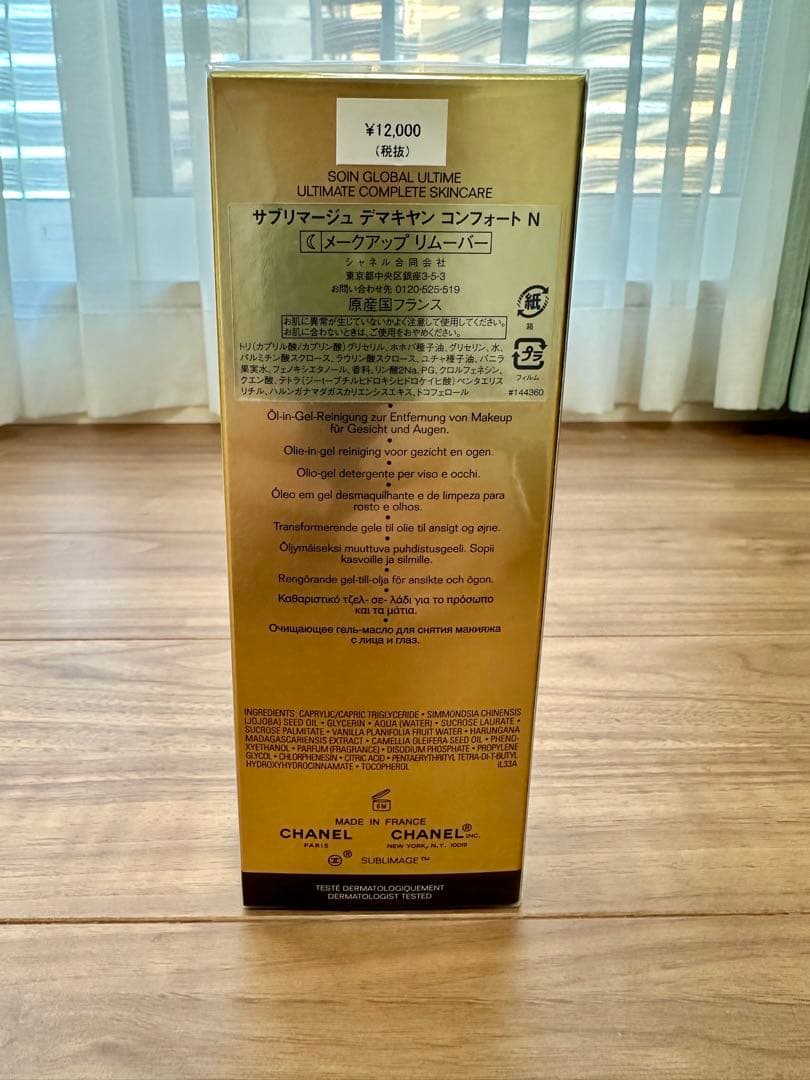 ¥12,000
(税抜)
SOIN GLOBAL ULTIME
ULTIMATE COMPLETE SKINCARE
サブリマージュ デマキヤン コンフォート N
メークアップ リムーバー
シャネル合同会社
東京都中央区銀座3-5-3
お問い合わせ先 0120-525-519
原産国フランス
お肌に異常が生じていないかよく注意して使用してください。
お肌に合わないときは、ご使用をおやめください。
トリ(カプリル酸/カプリン酸)グリセリル、ホホバ種子油、グリセリン、水、
パルミチン酸スクロース、ラウリン酸スクロース、ユチャ種子油、バニラ
果実水、フェノキシエタノール、香料、リン酸2Na、PG、クロルフェネシン、
クエン酸、テトラ(ジーtーブチルヒドロキシヒドロケイヒ酸)ペンタエリス
リチル、ハルンガナマダガスカリエンシスエキス、トコフェロール
紙
箱
プラ
フィルム
#144360
Öl-in-Gel-Reinigung zur Entfernung von Makeup
für Gesicht und Augen.
Olie-in-gel reiniging voor gezicht en ogen.
Olio-gel detergente per viso e occhi.
Óleo em gel desmaquilhante e de limpeza para
rosto e olhos.
Transformerende gele til olie til ansigt og øjne.
Öljymäiseksi muuttuva puhdistusgeeli. Sopii
kasvoille ja silmille.
Rengörande gel-till-olja för ansikte och ögon.
Καθαριστικό τζελ- σε- λάδι για το πρόσωπο
και τα μάτια.
Очищающее гель-масло для снятия макияжа
с лица и глаз.
INGREDIENTS: CAPRYLIC/CAPRIC TRIGLYCERIDE • SIMMONDSIA CHINENSIS
(JOJOBA) SEED OIL • GLYCERIN • AQUA (WATER) • SUCROSE LAURATE •
SUCROSE PALMITATE • VANILLA PLANIFOLIA FRUIT WATER • HARUNGANA
MADAGASCARIENSIS EXTRACT • CAMELLIA OLEIFERA SEED OIL • PHENO-
XYETHANOL • PARFUM (FRAGRANCE) • DISODIUM PHOSPHATE • PROPYLENE
GLYCOL • CHLORPHENESIN • CITRIC ACID • PENTAERYTHRITYL TETRA-DI-T-BUTYL
HYDROXYHYDROCINNAMATE • TOCOPHEROL IL33A
6M
MADE IN FRANCE
CHANEL CHANEL® INC.
PARIS NEW YORK, N.Y. 10019
® SUBLIMAGE™
TESTÉ DERMATOLOGIQUEMENT
DERMATOLOGIST TESTED